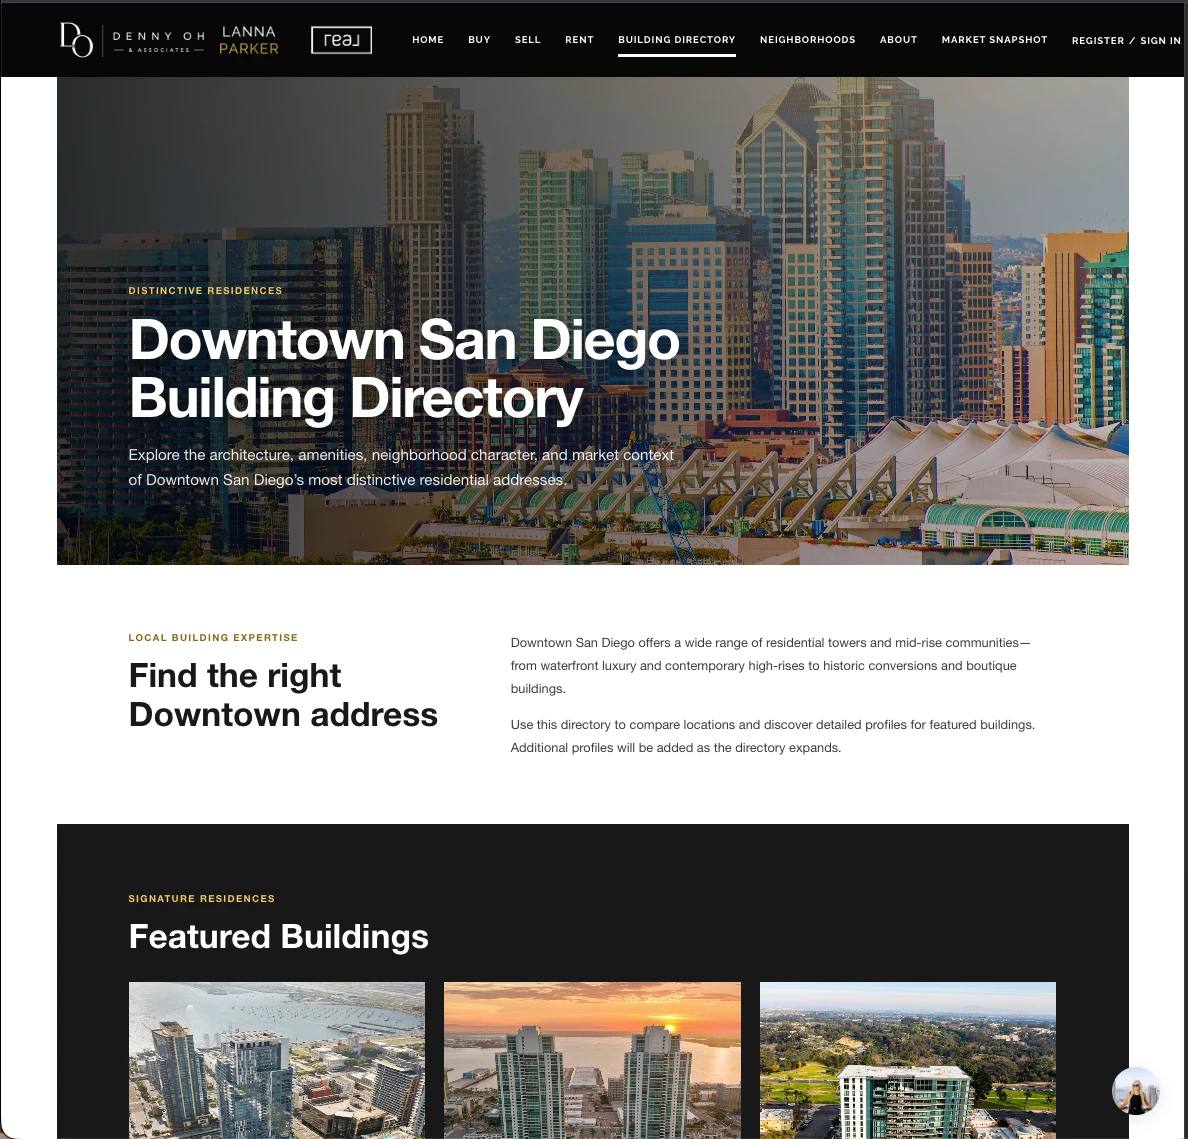 DO
DENNY OH
& ASSOCIATES
LANNA
PARKER
real
HOME
BUY
SELL
RENT
BUILDING DIRECTORY
NEIGHBORHOODS
ABOUT
MARKET SNAPSHOT
REGISTER / SIGN IN
DISTINCTIVE RESIDENCES
Downtown San Diego
Building Directory
Explore the architecture, amenities, neighborhood character, and market context
of Downtown San Diego’s most distinctive residential addresses.
LOCAL BUILDING EXPERTISE
Find the right
Downtown address
Downtown San Diego offers a wide range of residential towers and mid-rise communities—
from waterfront luxury and contemporary high-rises to historic conversions and boutique
buildings.
Use this directory to compare locations and discover detailed profiles for featured buildings.
Additional profiles will be added as the directory expands.
SIGNATURE RESIDENCES
Featured Buildings